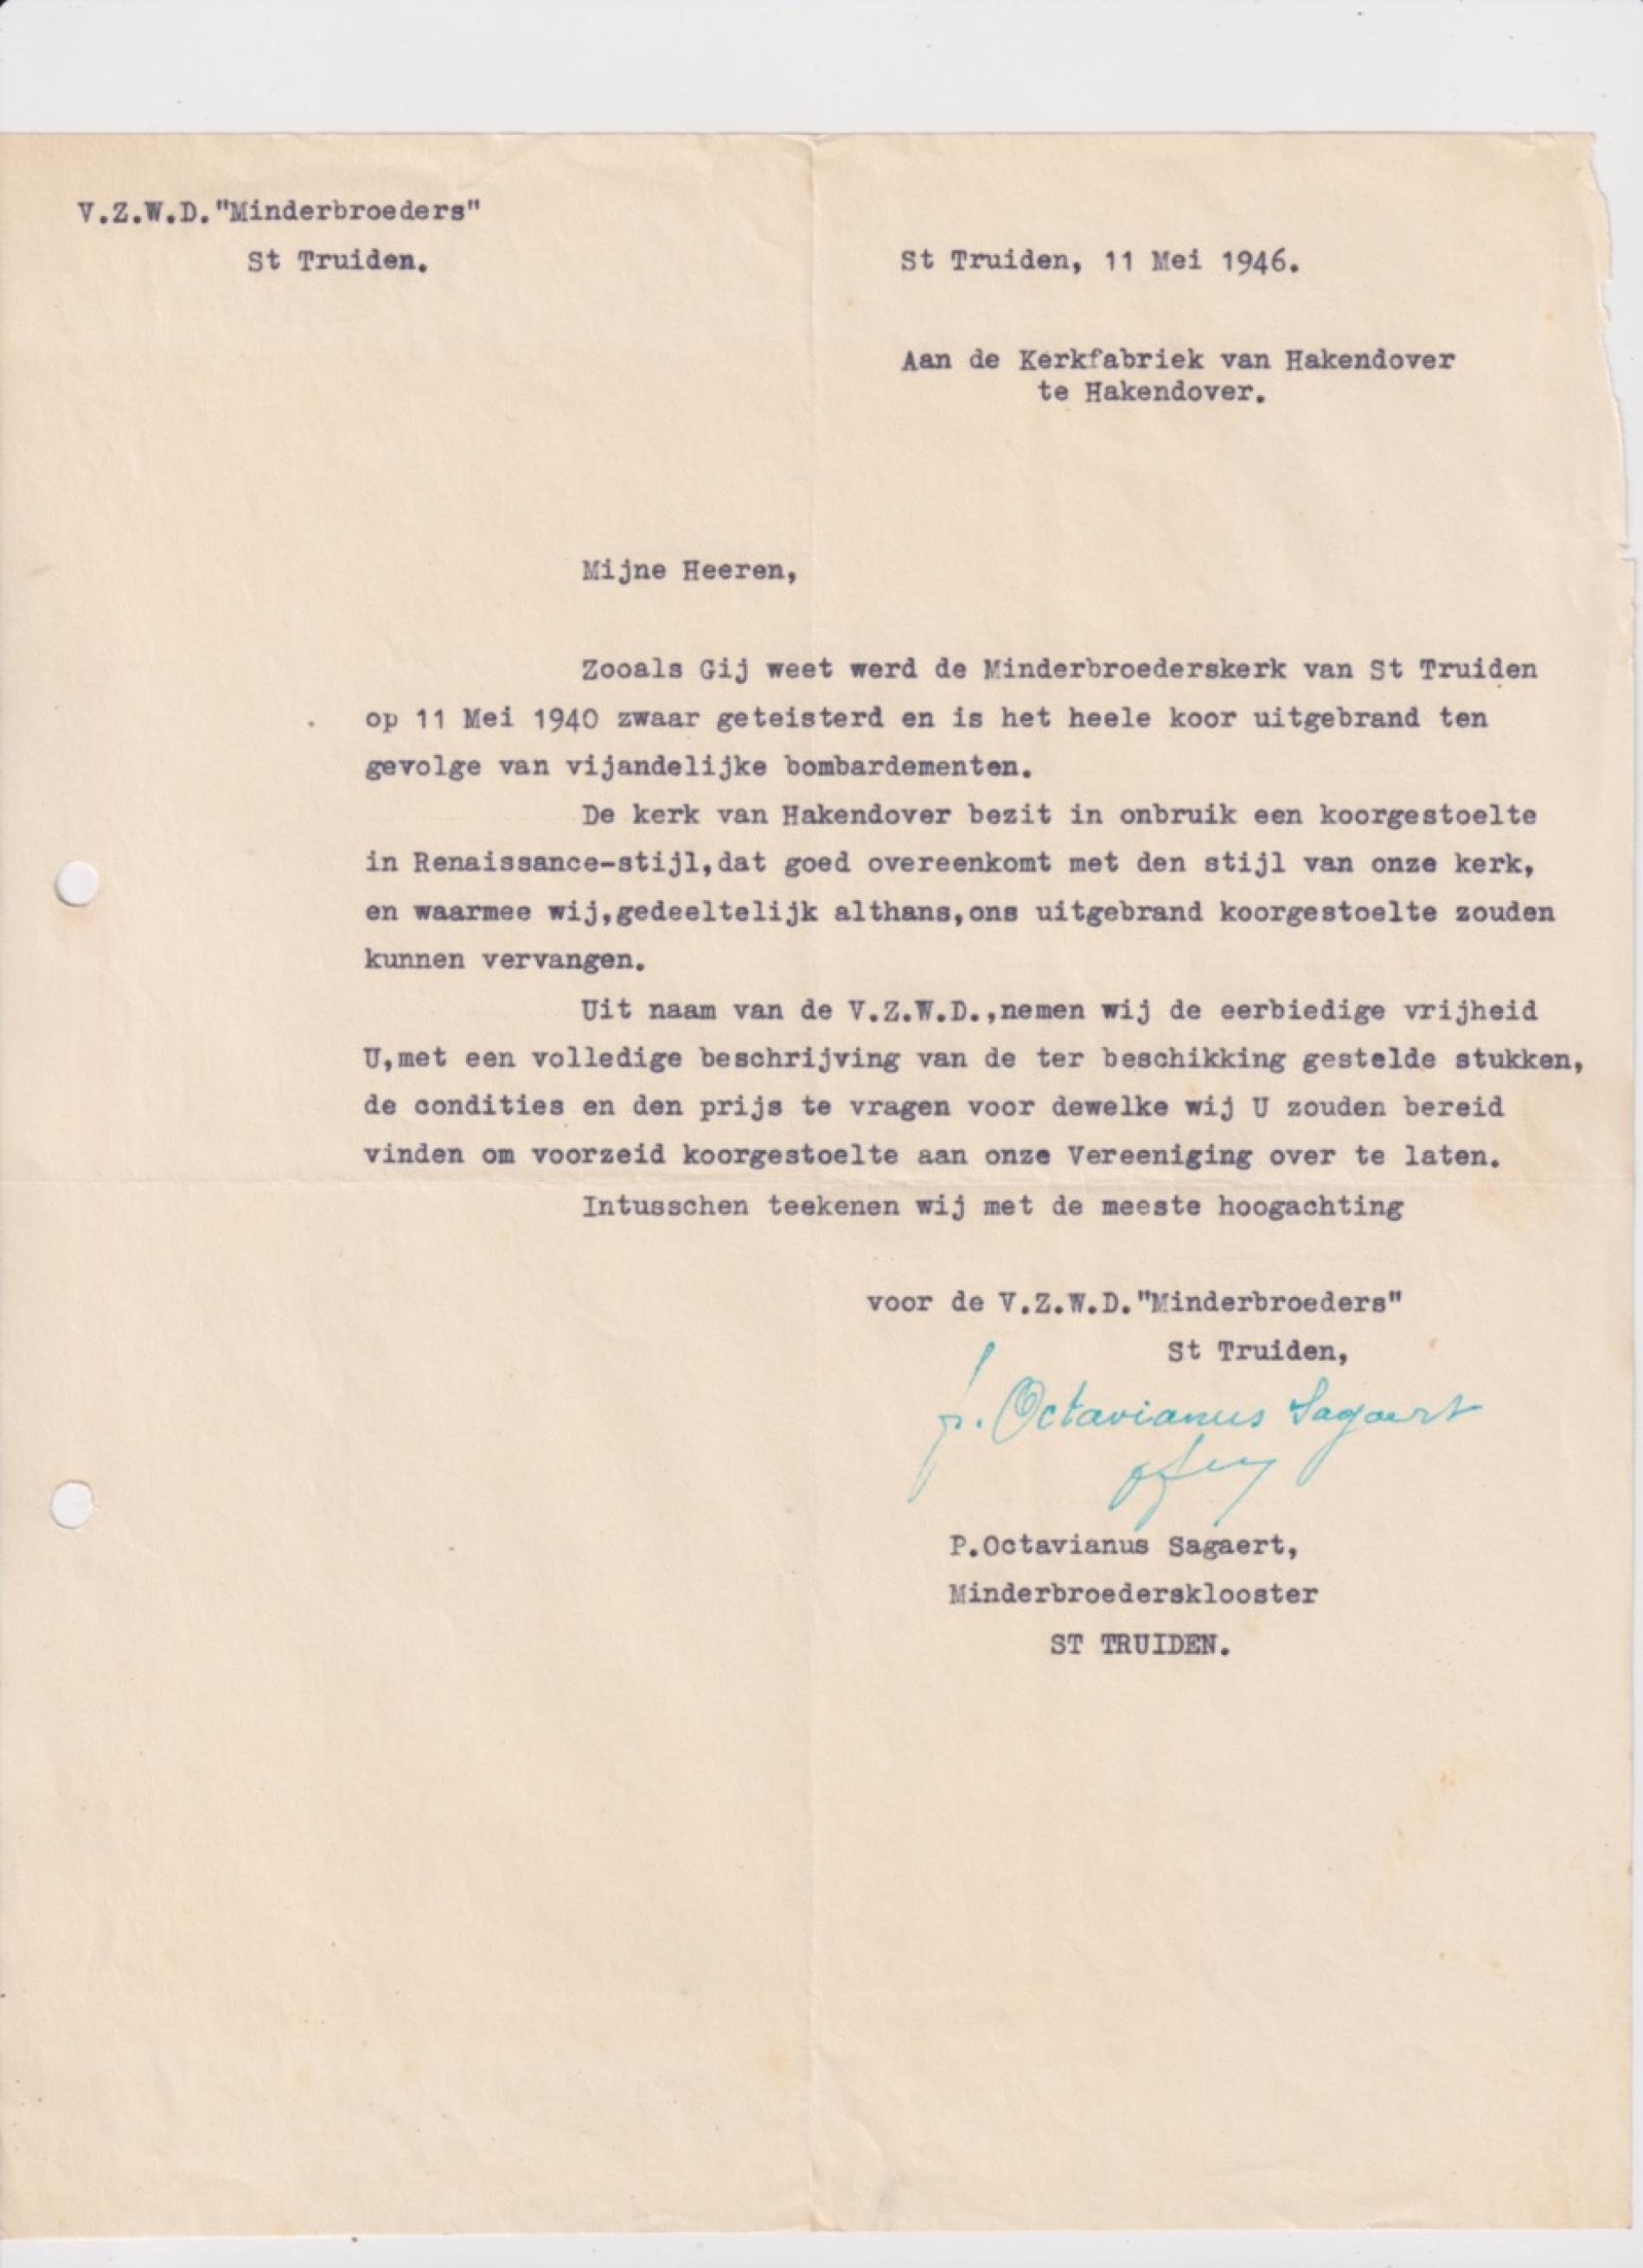 V.Z.W.D."Minderbroeders"
St Truiden.
St Truiden, 11 Mei 1946.
Aan de Kerkfabriek van Hakendover
te Hakendover.
Mijne Heeren,
Zooals Gij weet werd de Minderbroederskerk van St Truiden
op 11 Mei 1940 zwaar geteisterd en is het heele koor uitgebrand ten
gevolge van vijandelijke bombardementen.
De kerk van Hakendover bezit in onbruik een koorgestoelte
in Renaissance-stijl,dat goed overeenkomt met den stijl van onze kerk,
en waarmee wij,gedeeltelijk althans,ons uitgebrand koorgestoelte zouden
kunnen vervangen.
Uit naam van de V.Z.W.D.,nemen wij de eerbiedige vrijheid
U,met een volledige beschrijving van de ter beschikking gestelde stukken,
de condities en den prijs te vragen voor dewelke wij U zouden bereid
vinden om voorzeid koorgestoelte aan onze Vereeniging over te laten.
Intusschen teekenen wij met de meeste hoogachting
voor de V.Z.W.D."Minderbroeders"
St Truiden,
p. Octavianus Sagaert
P.Octavianus Sagaert,
Minderbroedersklooster
ST TRUIDEN.